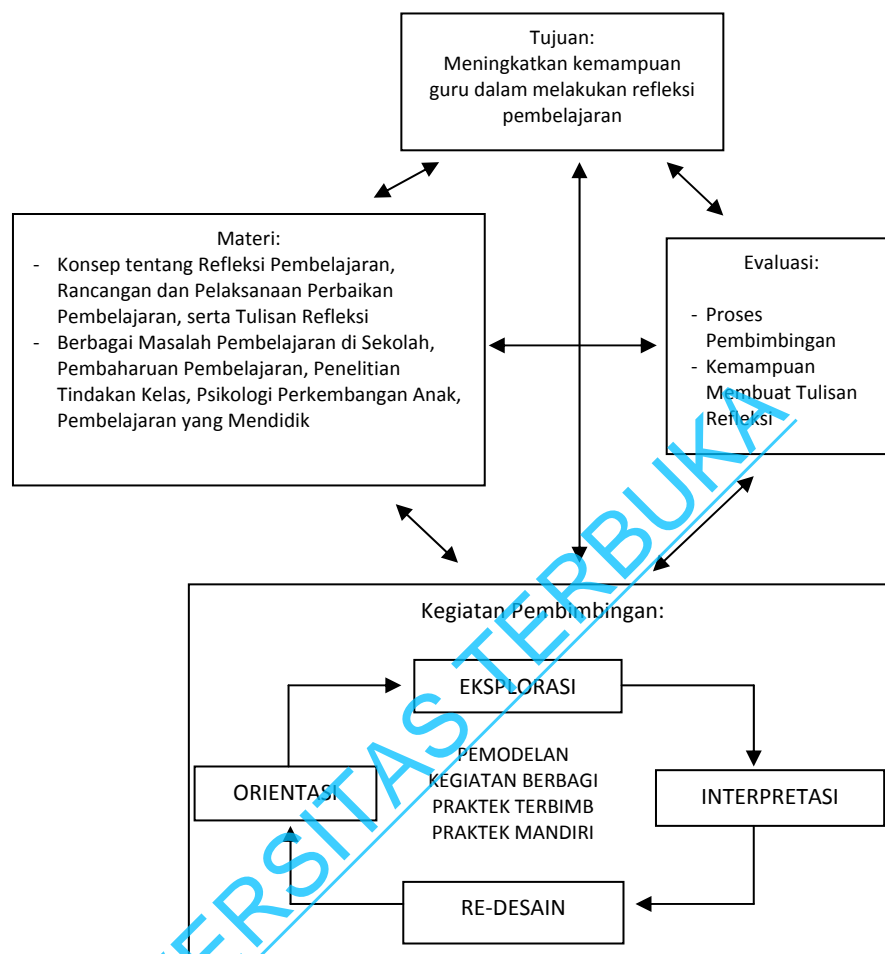 Tujuan:
Meningkatkan kemampuan
guru dalam melakukan refleksi
pembelajaran
Materi:
- Konsep tentang Refleksi Pembelajaran,
Rancangan dan Pelaksanaan Perbaikan
Pembelajaran, serta Tulisan Refleksi
- Berbagai Masalah Pembelajaran di Sekolah,
Pembaharuan Pembelajaran, Penelitian
Tindakan Kelas, Psikologi Perkembangan Anak,
Pembelajaran yang Mendidik
Evaluasi:
- Proses
Pembimbingan
- Kemampuan
Membuat Tulisan
Refleksi
Kegiatan Pembimbingan:
EKSPLORASI
ORIENTASI
PEMODELAN
KEGIATAN BERBAGI
PRAKTEK TERBIMB
PRAKTEK MANDIRI
INTERPRETASI
RE-DESAIN
ERSITAS TERBUKA